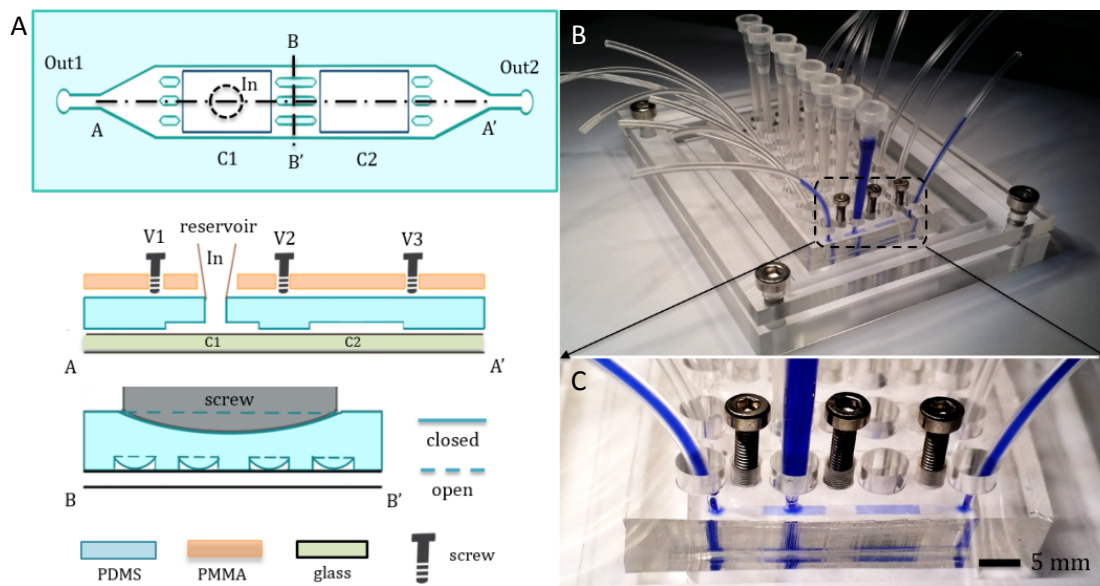 A
Out1
B
In
Out2
A
A'
C1
B'
C2
reservoir
V1
In
V2
V3
C1
C2
A
A'
screw
closed
open
B
B'
PDMS
PMMA
glass
screw
B
C
5 mm